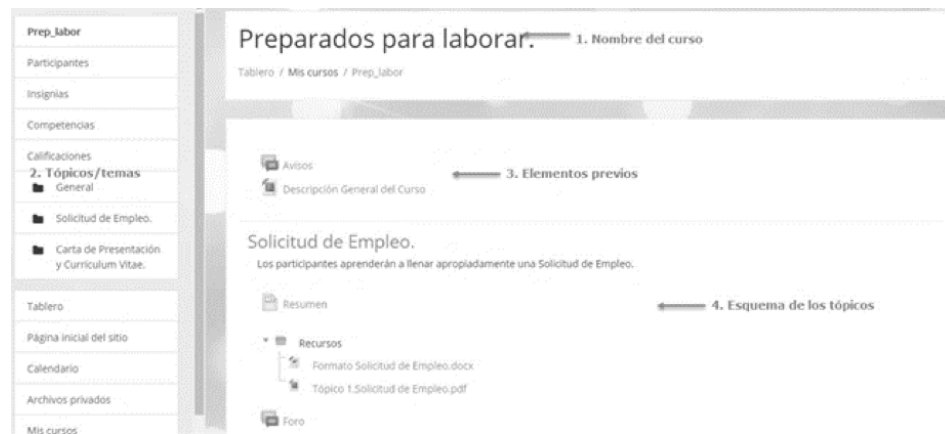 Prep_labor
Participantes
Insignias
Competencias
Calificaciones
2. Tópicos/temas
General
Solicitud de Empleo.
Carta de Presentación
y Curriculum Vitae.
Tablero
Página inicial del sitio
Calendario
Archivos privados
Mis cursos
Preparados para laborar.
1. Nombre del curso
Tablero / Mis cursos / Prep_labor
Avisos
3. Elementos previos
Descripción General del Curso
Solicitud de Empleo.
Los participantes aprenderán a llenar apropiadamente una Solicitud de Empleo.
Resumen
4. Esquema de los tópicos
Recursos
Formato Solicitud de Empleo.docx
Tópico 1.Solicitud de Empleo.pdf
Foro